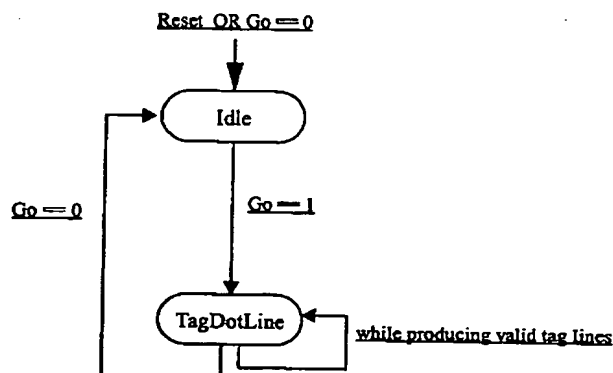 Reset OR Go == 0
Idle
Go == 0
Go == 1
TagDotLine
while producing valid tag lines